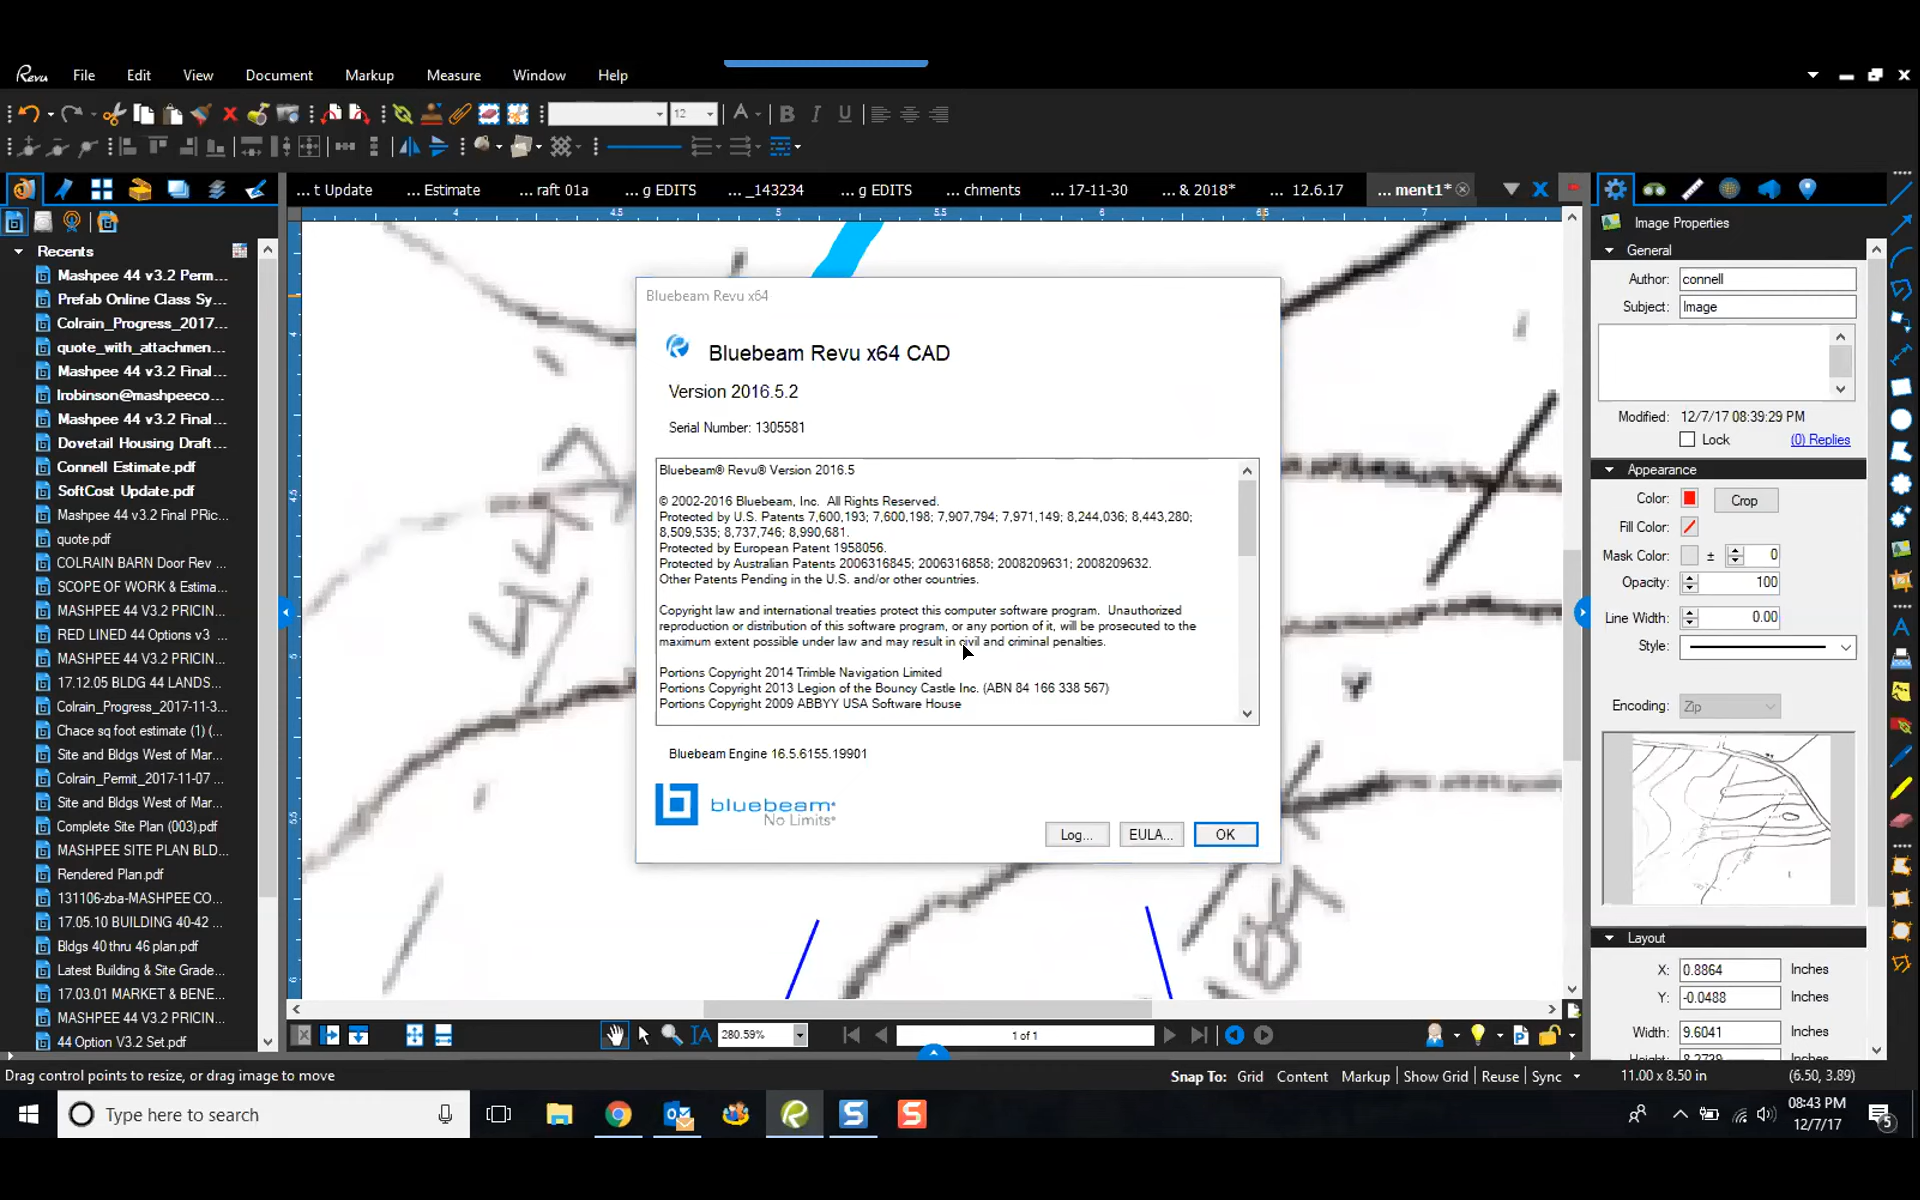 Revu File Edit View Document Markup Measure Window Help
12
... t Update ... Estimate ... raft 01a ... g EDITS ... _143234 ... g EDITS ... chments ... 17-11-30 ... & 2018* ... 12.6.17 ... ment1*
4 4.5 5 5.5 6 6.5 7
Recents
Mashpee 44 v3.2 Perm...
Prefab Online Class Sy...
Colrain_Progress_2017...
quote_with_attachmen...
Mashpee 44 v3.2 Final...
lrobinson@mashpeeco...
Mashpee 44 v3.2 Final...
Dovetail Housing Draft...
Connell Estimate.pdf
SoftCost Update.pdf
Mashpee 44 v3.2 Final PRic...
quote.pdf
COLRAIN BARN Door Rev ...
SCOPE OF WORK & Estima...
MASHPEE 44 V3.2 PRICIN...
RED LINED 44 Options v3 ...
MASHPEE 44 V3.2 PRICIN...
17.12.05 BLDG 44 LANDS...
Colrain_Progress_2017-11-3...
Chace sq foot estimate (1) (...
Site and Bldgs West of Mar...
Colrain_Permit_2017-11-07 ...
Site and Bldgs West of Mar...
Complete Site Plan (003).pdf
MASHPEE SITE PLAN BLD...
Rendered Plan.pdf
131106-zba-MASHPEE CO...
17.05.10 BUILDING 40-42 ...
Bldgs 40 thru 46 plan.pdf
Latest Building & Site Grade...
17.03.01 MARKET & BENE...
MASHPEE 44 V3.2 PRICIN...
44 Option V3.2 Set.pdf
Bluebeam Revu x64
Bluebeam Revu x64 CAD
Version 2016.5.2
Serial Number: 1305581
Bluebeam® Revu® Version 2016.5
© 2002-2016 Bluebeam, Inc. All Rights Reserved.
Protected by U.S. Patents 7,600,193; 7,600,198; 7,907,794; 7,971,149; 8,244,036; 8,443,280;
8,509,535; 8,737,746; 8,990,681.
Protected by European Patent 1958056.
Protected by Australian Patents 2006316845; 2006316858; 2008209631; 2008209632.
Other Patents Pending in the U.S. and/or other countries.
Copyright law and international treaties protect this computer software program. Unauthorized
reproduction or distribution of this software program, or any portion of it, will be prosecuted to the
maximum extent possible under law and may result in civil and criminal penalties.
Portions Copyright 2014 Trimble Navigation Limited
Portions Copyright 2013 Legion of the Bouncy Castle Inc. (ABN 84 166 338 567)
Portions Copyright 2009 ABBYY USA Software House
Bluebeam Engine 16.5.6155.19901
bluebeam
No Limits
Log... EULA... OK
Image Properties
General
Author: connell
Subject: Image
Modified: 12/7/17 08:39:29 PM
Lock (0) Replies
Appearance
Color: Crop
Fill Color:
Mask Color: ± 0
Opacity: 100
Line Width: 0.00
Style:
Encoding: Zip
Layout
X: 0.8864 Inches
Y: -0.0488 Inches
Width: 9.6041 Inches
Height: 8.2739 Inches
280.59% 1 of 1
Drag control points to resize, or drag image to move
Snap To: Grid Content Markup Show Grid Reuse Sync 11.00 x 8.50 in (6.50, 3.89)
Type here to search
08:43 PM
12/7/17
5